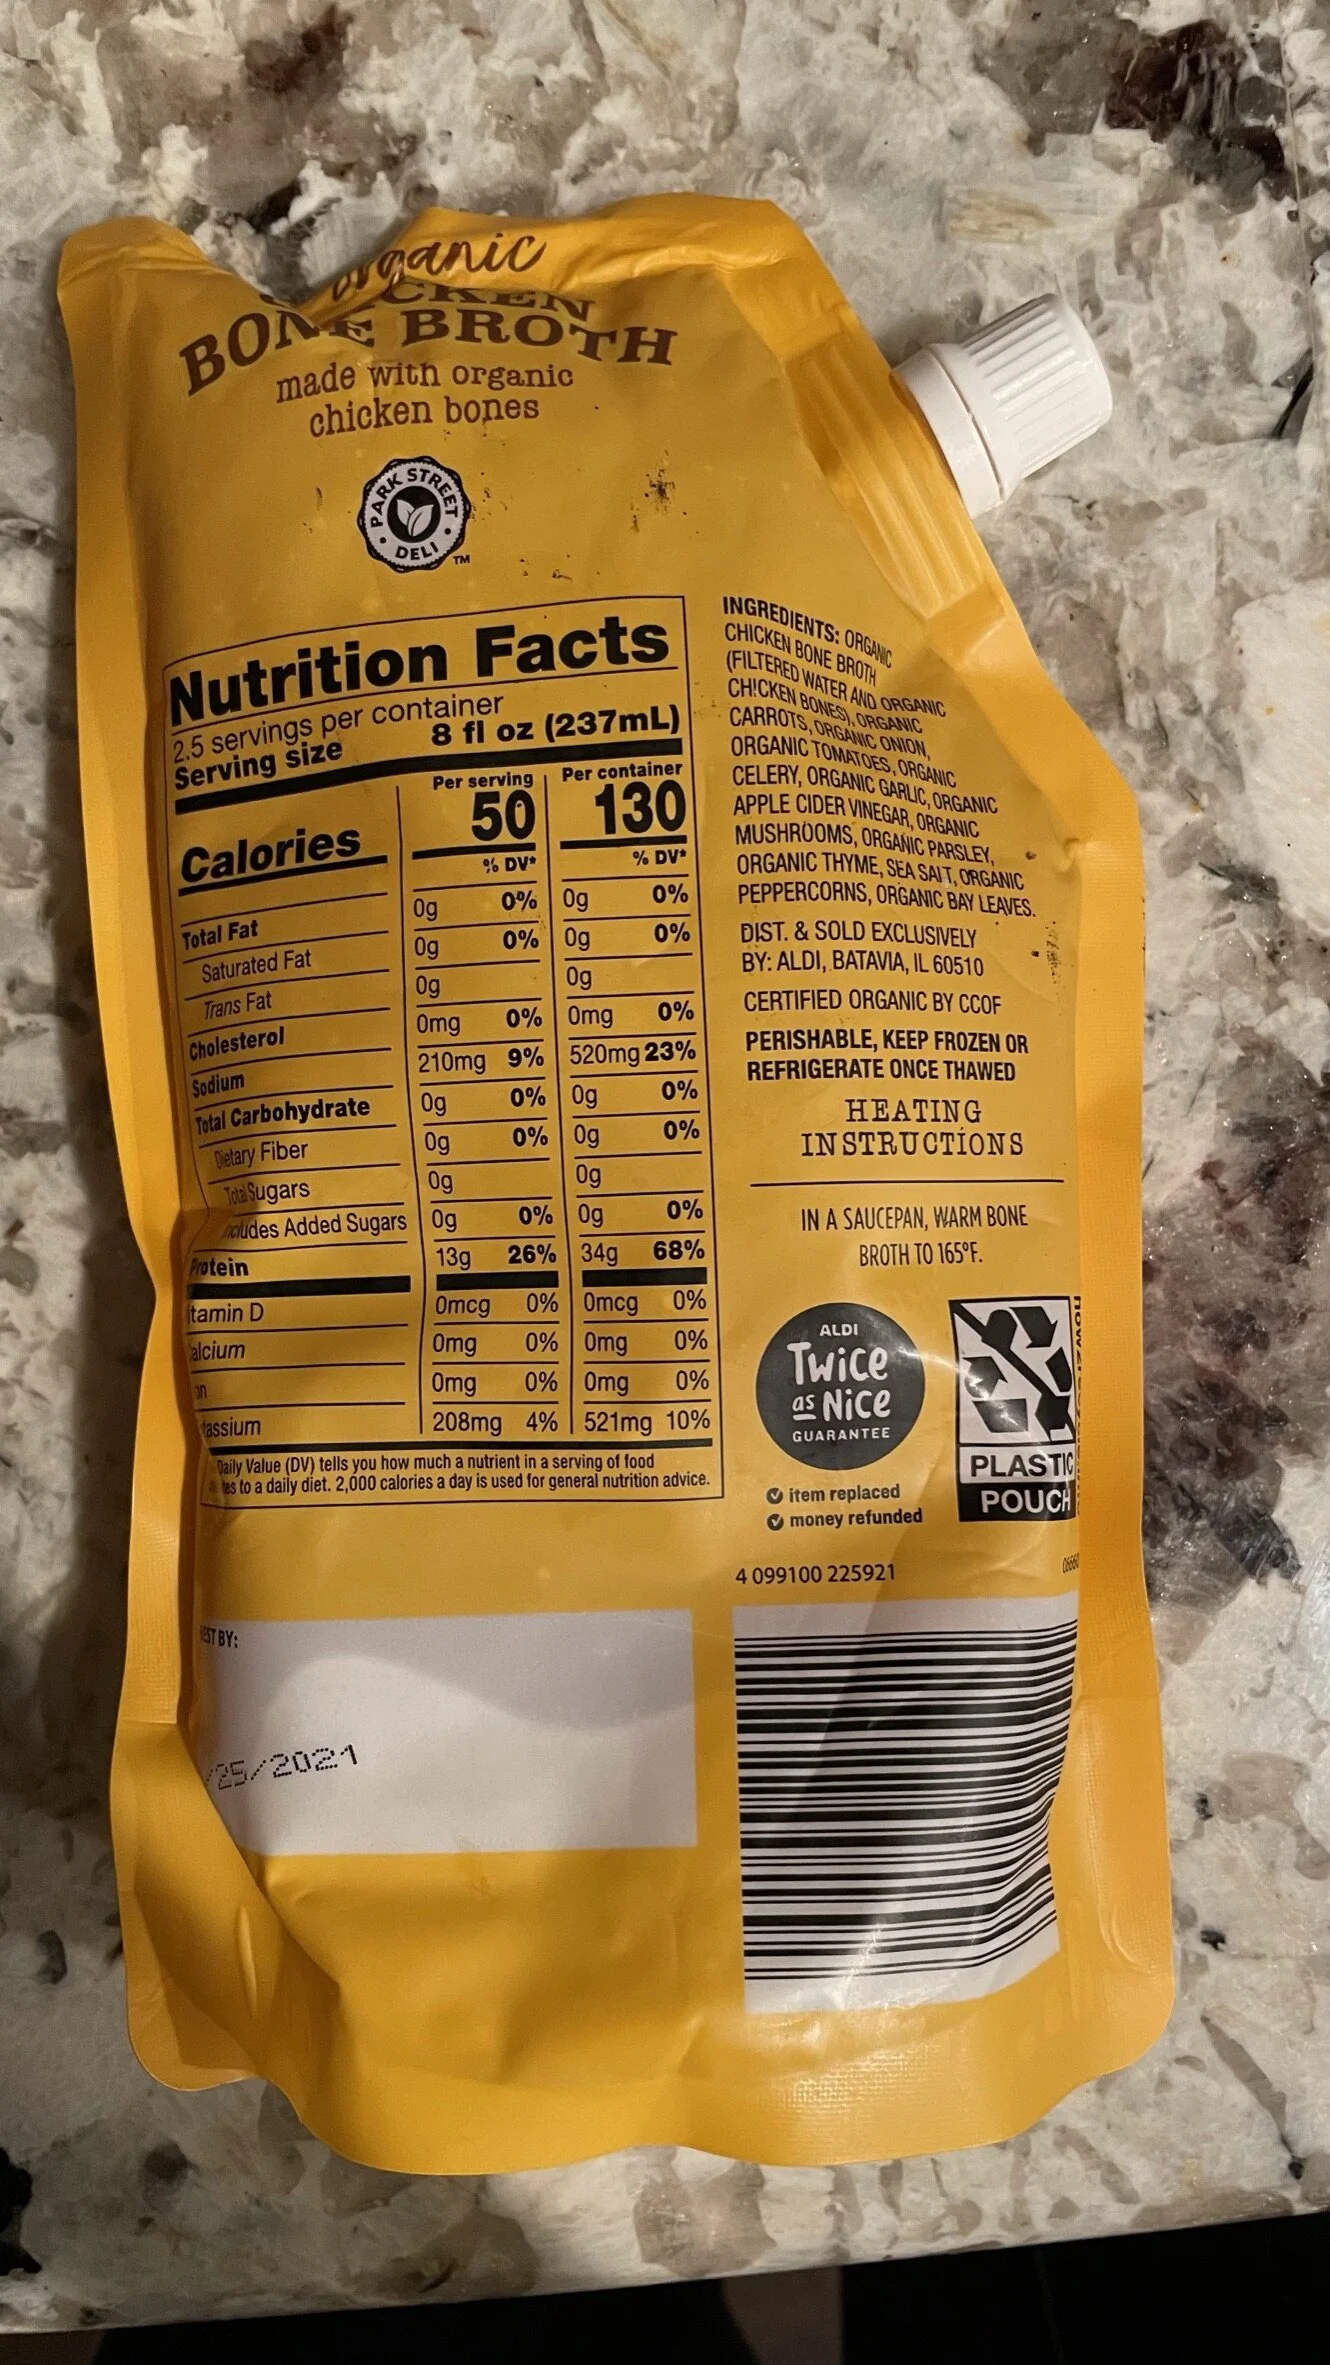 organic
CKEN
BONE BROTH
made with organic
chicken bones
PARK STREET
DELI
TM
Nutrition Facts
2.5 servings per container
Serving size 8 fl oz (237mL)
Per serving Per container
Calories 50 130
% DV* % DV*
Total Fat 0g 0% 0g 0%
Saturated Fat 0g 0% 0g 0%
Trans Fat 0g 0g
Cholesterol 0mg 0% 0mg 0%
Sodium 210mg 9% 520mg 23%
Total Carbohydrate 0g 0% 0g 0%
Dietary Fiber 0g 0% 0g 0%
Total Sugars 0g 0g
ncludes Added Sugars 0g 0% 0g 0%
Protein 13g 26% 34g 68%
tamin D 0mcg 0% 0mcg 0%
alcium 0mg 0% 0mg 0%
on 0mg 0% 0mg 0%
tassium 208mg 4% 521mg 10%
Daily Value (DV) tells you how much a nutrient in a serving of food
tes to a daily diet. 2,000 calories a day is used for general nutrition advice.
EST BY:
/25/2021
INGREDIENTS: ORGANIC
CHICKEN BONE BROTH
(FILTERED WATER AND ORGANIC
CHICKEN BONES), ORGANIC
CARROTS, ORGANIC ONION,
ORGANIC TOMATOES, ORGANIC
CELERY, ORGANIC GARLIC, ORGANIC
APPLE CIDER VINEGAR, ORGANIC
MUSHROOMS, ORGANIC PARSLEY,
ORGANIC THYME, SEA SALT, ORGANIC
PEPPERCORNS, ORGANIC BAY LEAVES.
DIST. & SOLD EXCLUSIVELY
BY: ALDI, BATAVIA, IL 60510
CERTIFIED ORGANIC BY CCOF
PERISHABLE, KEEP FROZEN OR
REFRIGERATE ONCE THAWED
HEATING
INSTRUCTIONS
IN A SAUCEPAN, WARM BONE
BROTH TO 165°F.
ALDI
Twice
as Nice
GUARANTEE
item replaced
money refunded
PLASTIC
POUCH
4 099100 225921